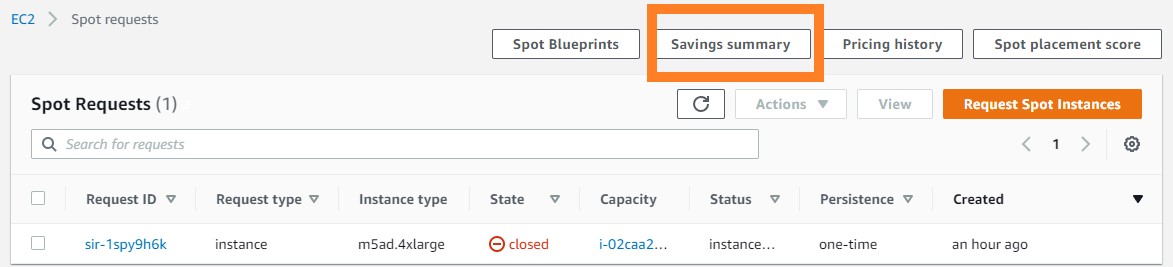 EC2 > Spot requests
Spot Blueprints Savings summary Pricing history Spot placement score
Spot Requests (1) Actions View Request Spot Instances
Search for requests 1
Request ID Request type Instance type State Capacity Status Persistence Created
sir-1spy9h6k instance m5ad.4xlarge closed i-02caa2... instance... one-time an hour ago